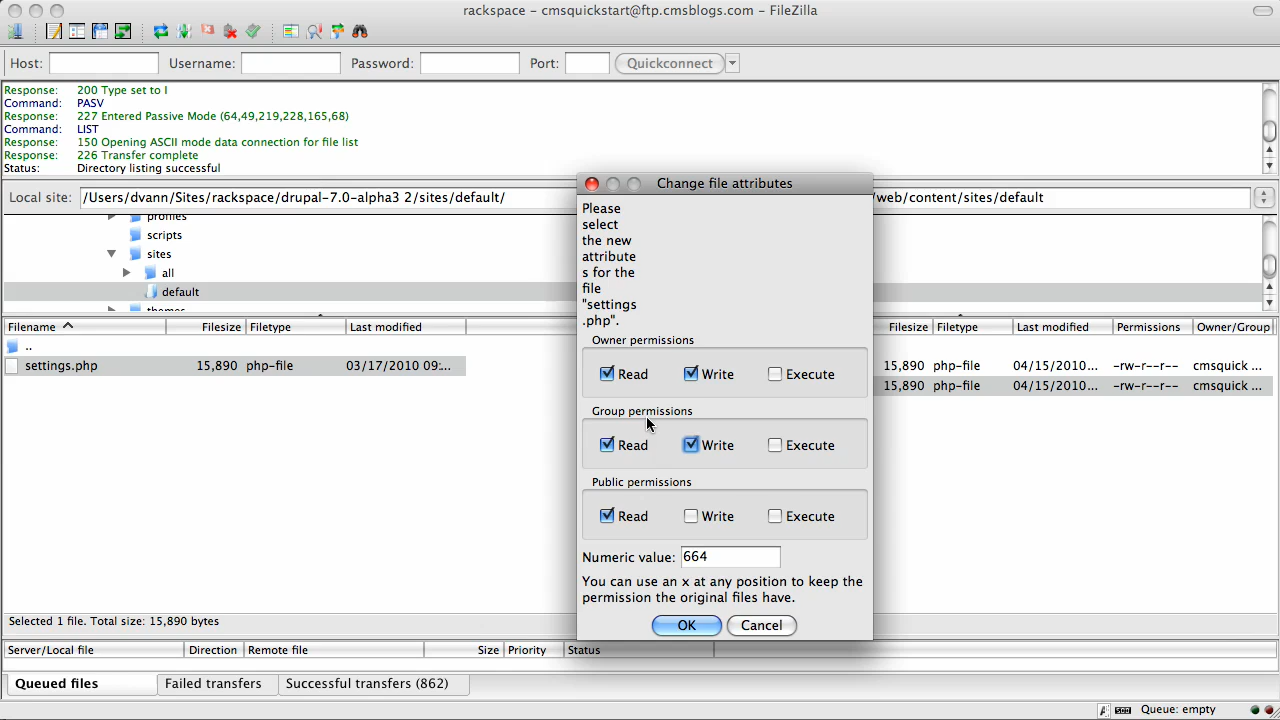 rackspace – cmsquickstart@ftp.cmsblogs.com – FileZilla
Host: Username: Password: Port: Quickconnect
Response: 200 Type set to I
Command: PASV
Response: 227 Entered Passive Mode (64,49,219,228,165,68)
Command: LIST
Response: 150 Opening ASCII mode data connection for file list
Response: 226 Transfer complete
Status: Directory listing successful
Local site: /Users/dvann/Sites/rackspace/drupal-7.0-alpha3 2/sites/default/
/web/content/sites/default
profiles
scripts
sites
all
default
themes
Filename Filesize Filetype Last modified
..
settings.php 15,890 php-file 03/17/2010 09:...
Selected 1 file. Total size: 15,890 bytes
Filesize Filetype Last modified Permissions Owner/Group
15,890 php-file 04/15/2010... -rw-r--r-- cmsquick ...
15,890 php-file 04/15/2010... -rw-r--r-- cmsquick ...
Change file attributes
Please
select
the new
attribute
s for the
file
"settings
.php".
Owner permissions
Read Write Execute
Group permissions
Read Write Execute
Public permissions
Read Write Execute
Numeric value: 664
You can use an x at any position to keep the
permission the original files have.
OK Cancel
Server/Local file Direction Remote file Size Priority Status
Queued files Failed transfers Successful transfers (862)
Queue: empty